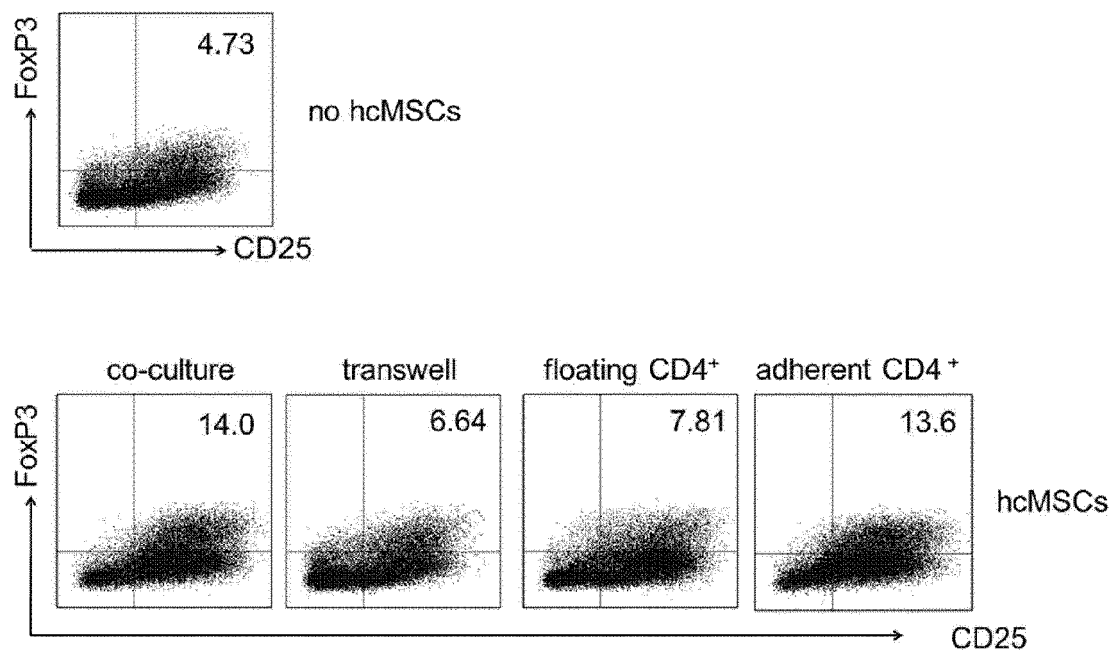 FoxP3
4.73
no hcMSCs
CD25
co-culture
transwell
floating CD4⁺
adherent CD4 ⁺
FoxP3
14.0
6.64
7.81
13.6
hcMSCs
CD25